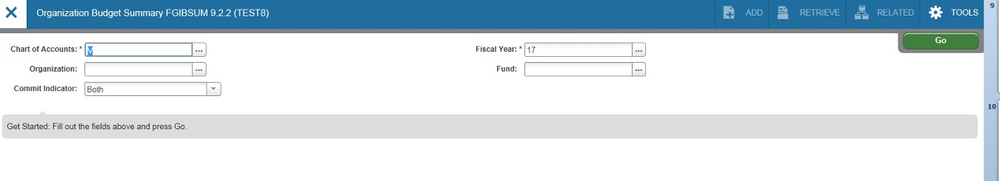 Organization Budget Summary FGIBSUM 9.2.2 (TEST8) ADD RETRIEVE RELATED TOOLS 9
Chart of Accounts: * M ... Fiscal Year: * 17 ... Go
Organization: ... Fund: ...
Commit Indicator: Both
10
Get Started: Fill out the fields above and press Go.